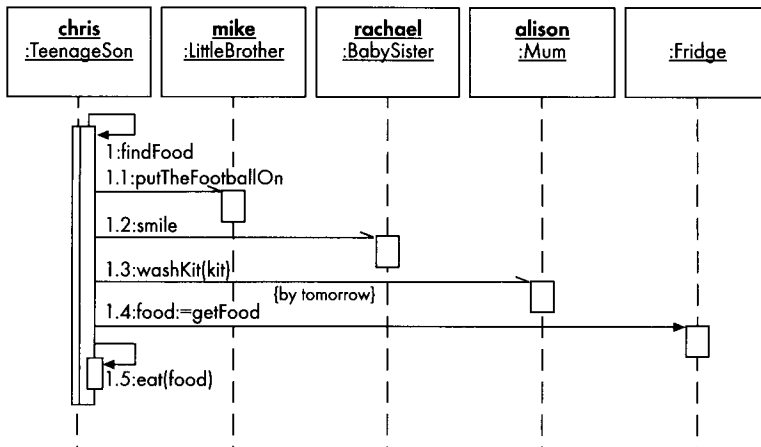 chris
:TeenageSon
mike
:LittleBrother
rachael
:BabySister
alison
:Mum
:Fridge
1:findFood
1.1:putTheFootballOn
1.2:smile
1.3:washKit(kit)
{by tomorrow}
1.4:food:=getFood
1.5:eat(food)